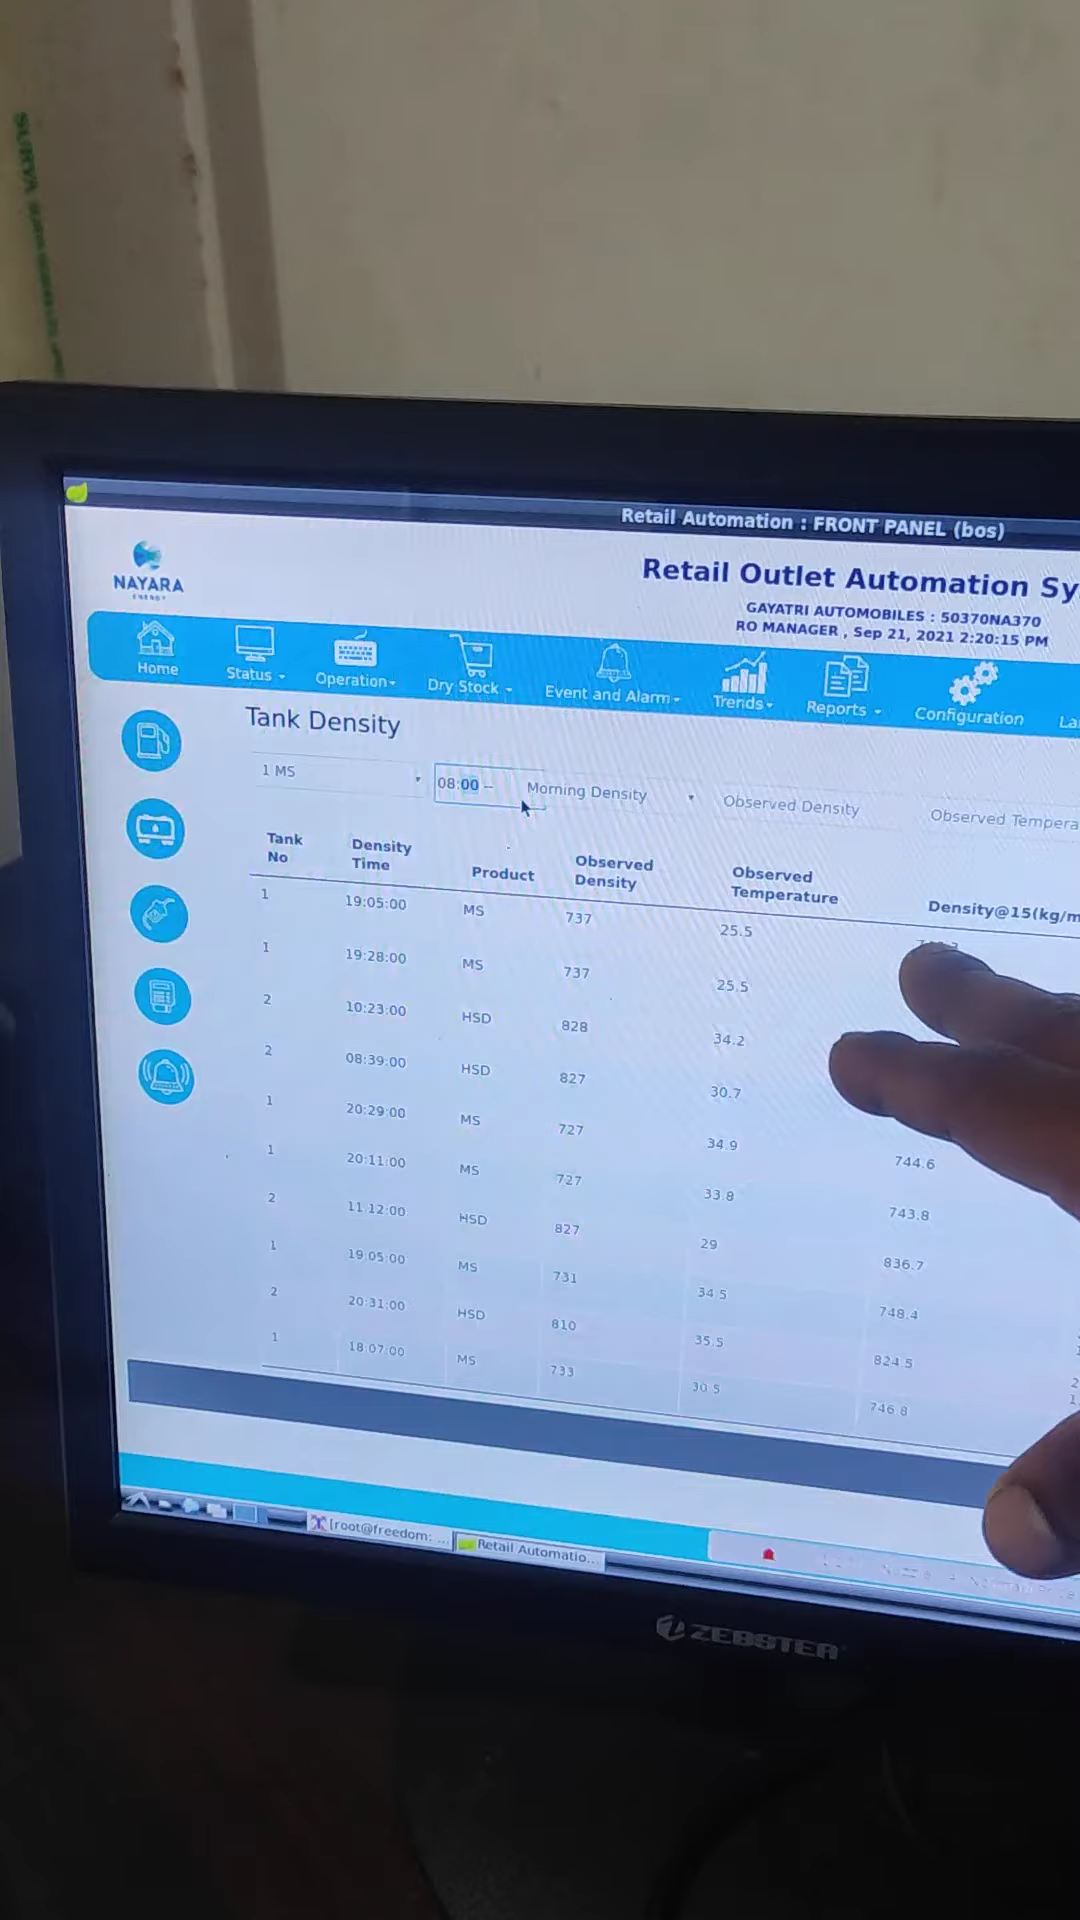 Retail Automation : FRONT PANEL (bos)
NAYARA
ENERGY
Retail Outlet Automation Sy
GAYATRI AUTOMOBILES : 50370NA370
RO MANAGER , Sep 21, 2021 2:20:15 PM
Home Status Operation Dry Stock Event and Alarm Trends Reports Configuration La
Tank Density
1 MS 08:00 -- Morning Density Observed Density Observed Tempera
Tank No Density Time Product Observed Density Observed Temperature Density@15(kg/m
1 19:05:00 MS 737 25.5
1 19:28:00 MS 737 25.5
2 10:23:00 HSD 828 34.2
2 08:39:00 HSD 827 30.7
1 20:29:00 MS 727 34.9 744.6
1 20:11:00 MS 727 33.8 743.8
2 11:12:00 HSD 827 29 836.7
1 19:05:00 MS 731 34.5 748.4
2 20:31:00 HSD 810 35.5 824.5
1 18:07:00 MS 733 30.5 746.8
[root@freedom: ... Retail Automatio...
ZEBSTER